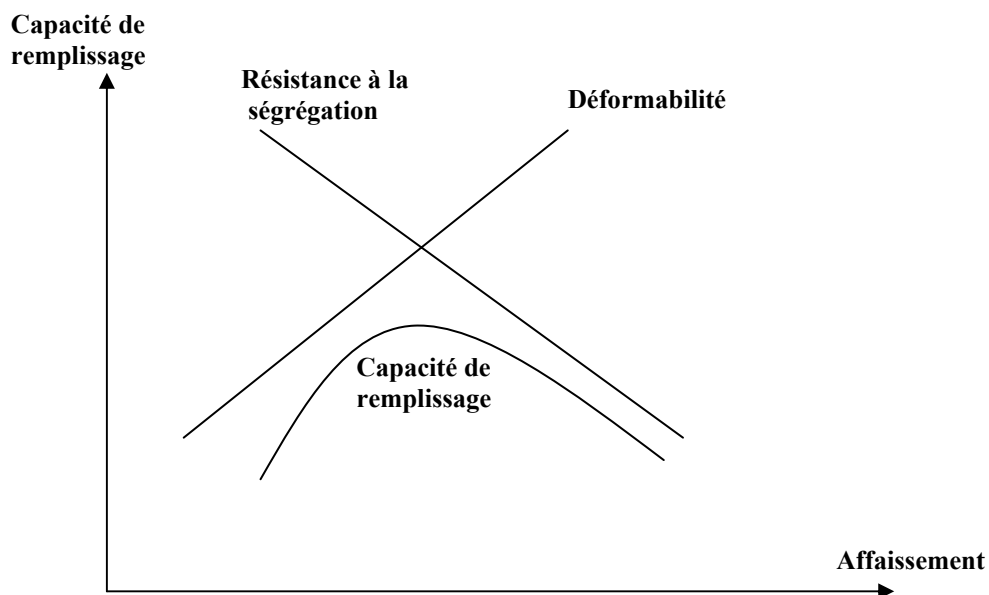 Capacité de
remplissage
Résistance à la
ségrégation
Déformabilité
Capacité de
remplissage
Affaissement